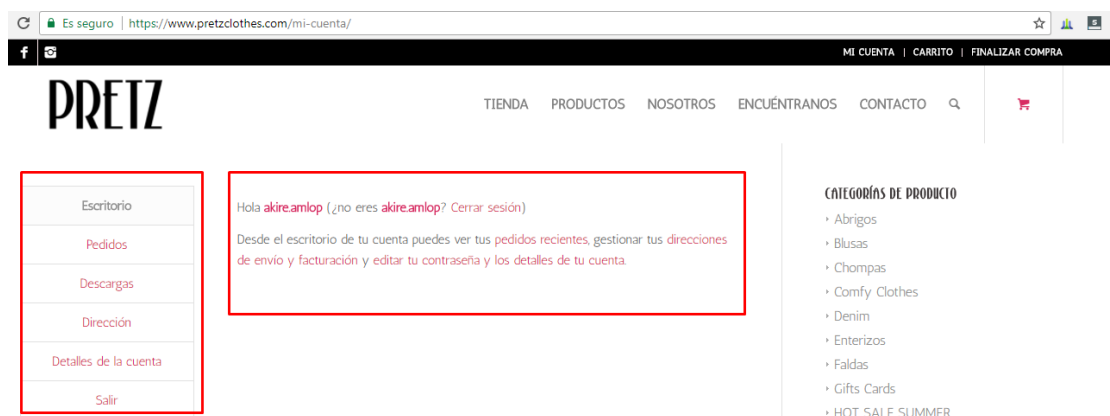 Es seguro | https://www.pretzclothes.com/mi-cuenta/
MI CUENTA | CARRITO | FINALIZAR COMPRA
PRETZ
TIENDA PRODUCTOS NOSOTROS ENCUÉNTRANOS CONTACTO
Escritorio
Pedidos
Descargas
Dirección
Detalles de la cuenta
Salir
Hola akire.amlop (¿no eres akire.amlop? Cerrar sesión)
Desde el escritorio de tu cuenta puedes ver tus pedidos recientes, gestionar tus direcciones
de envío y facturación y editar tu contraseña y los detalles de tu cuenta.
CATEGORÍAS DE PRODUCTO
Abrigos
Blusas
Chompas
Comfy Clothes
Denim
Enterizos
Faldas
Gifts Cards
HOT SALE SUMMER